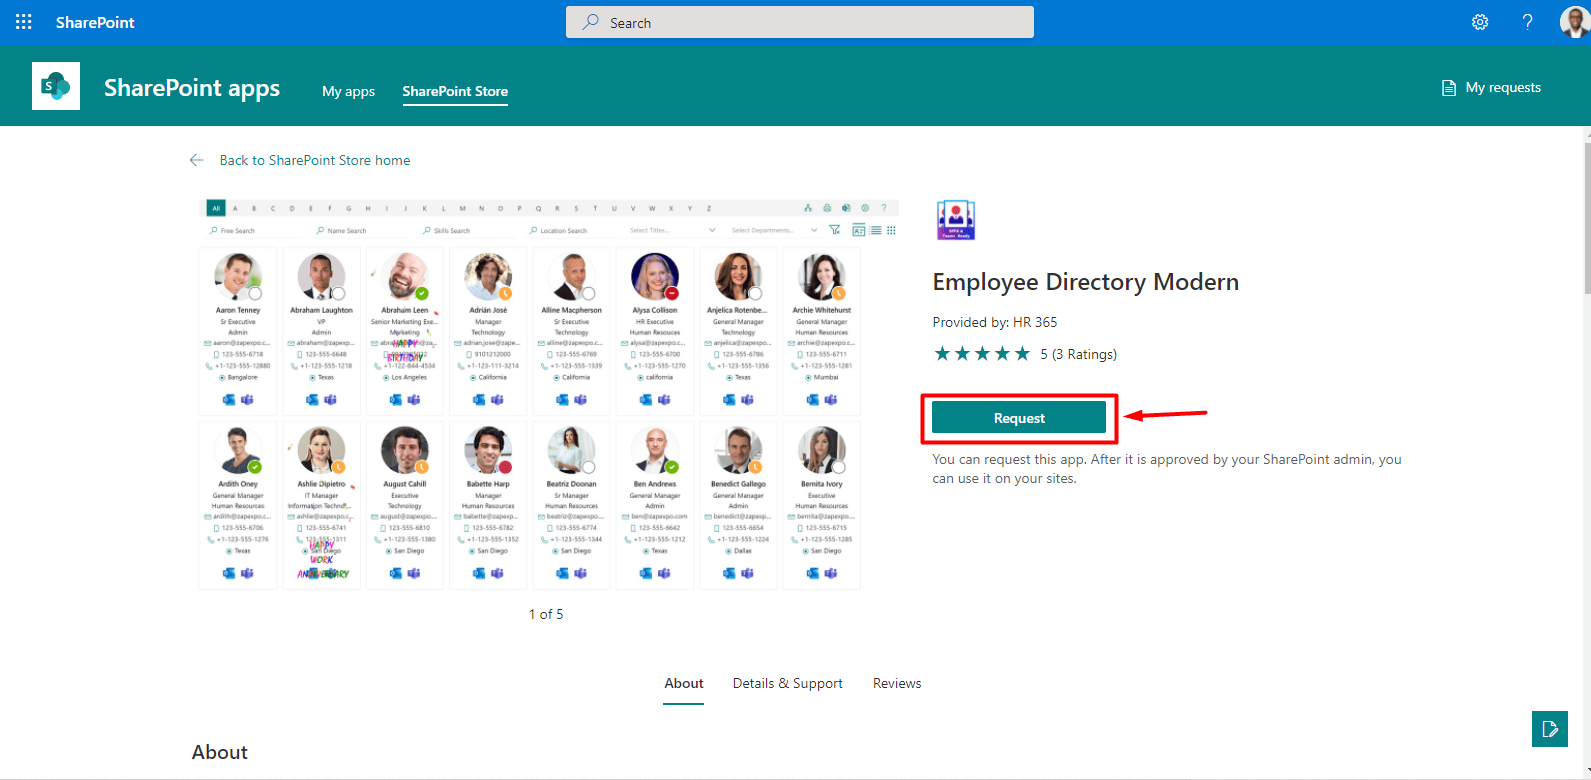 SharePoint
Search
SharePoint apps
My apps
SharePoint Store
My requests
Back to SharePoint Store home
All A B C D E F G H I J K L M N O P Q R S T U V W X Y Z
Free Search Name Search Skills Search Location Search Select Titles... Select Departments...
Aaron Tenney Abraham Laughton Abraham Leen Adrián José Alline Macpherson Alysa Collison Anjelica Rotenbe... Archie Whitehurst
Sr Executive VP Senior Marketing Exe... Manager Sr Executive HR Executive General Manager General Manager
Admin Admin Marketing Technology Technology Human Resouces Technology Human Resources
aaron@zapexpo.c... abraham@zapexp... adrian.jose@zape... alline@zapexpo.c... alysa@zapexpo.c... anjelica@zapexp... archie@zapexpo.c...
HAPPY
BIRTHDAY
123-555-6718 123-555-6648 9101212000 123-555-6769 123-555-6700 123-555-6786 123-555-6711
+1-123-555-12880 +1-123-555-1218 +1-122-844-4534 +1-123-111-3214 +1-123-555-1339 +1-123-555-1270 +1-123-555-1356 +1-123-555-1281
Bangalore Texas Los Angeles California California california Texas Mumbai
Ardith Oney Ashlie Dipietro August Cahill Babette Harp Beatriz Doonan Ben Andrews Benedict Gallego Bernita Ivory
General Manager IT Manager Executive Manager Sr Manager General Manager General Manager Executive
Human Resources Information Techno... Technology Human Resources Human Resources Admin Admin Human Resources
ardith@zapexpo.c... ashlie@zapexpo.c... august@zapexpo.c... babette@zapexp... beatriz@zapexpo.... ben@zapexpo.com benedict@zapexp... bernita@zapexpo...
123-555-6706 123-555-6741 123-555-6810 123-555-6782 123-555-6774 123-555-6642 123-555-6654 123-555-6715
+1-123-555-1276 +1-123-555-1380 +1-123-555-1352 +1-123-555-1344 +1-123-555-1212 +1-123-555-1224 +1-123-555-1285
Texas San Diego San Diego San Diego San Diego Texas Dallas San Diego
HAPPY
WORK
ANNIVERSARY
1 of 5
SPFX &
Teams Ready
Employee Directory Modern
Provided by: HR 365
5 (3 Ratings)
Request
You can request this app. After it is approved by your SharePoint admin, you
can use it on your sites.
About
Details & Support
Reviews
About